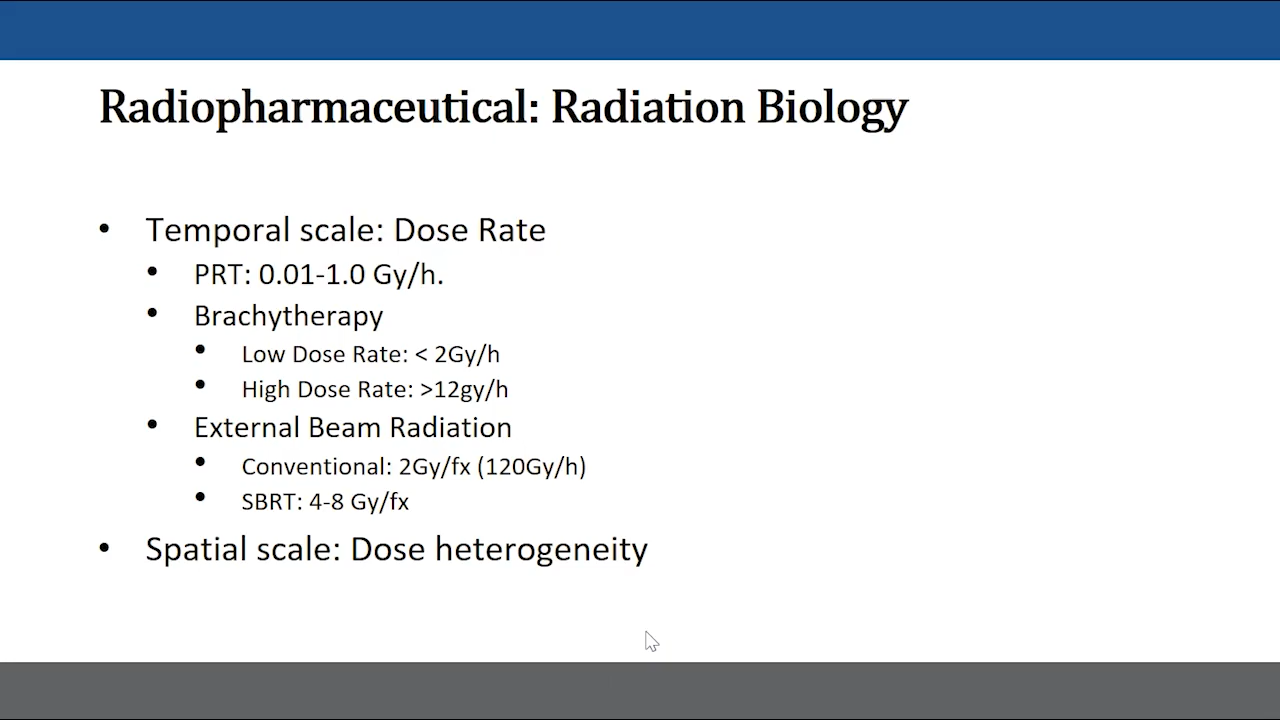 Radiopharmaceutical: Radiation Biology
• Temporal scale: Dose Rate
• PRT: 0.01-1.0 Gy/h.
• Brachytherapy
• Low Dose Rate: < 2Gy/h
• High Dose Rate: >12gy/h
• External Beam Radiation
• Conventional: 2Gy/fx (120Gy/h)
• SBRT: 4-8 Gy/fx
• Spatial scale: Dose heterogeneity